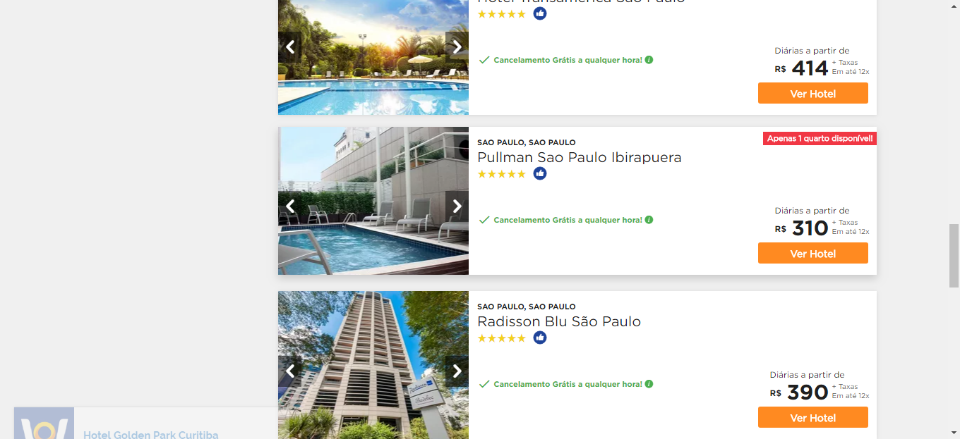 Hotel Transamerica São Paulo
Cancelamento Grátis a qualquer hora!
Diárias a partir de
R$ 414 + Taxas
Em até 12x
Ver Hotel
Apenas 1 quarto disponível!
SAO PAULO, SAO PAULO
Pullman Sao Paulo Ibirapuera
Cancelamento Grátis a qualquer hora!
Diárias a partir de
R$ 310 + Taxas
Em até 12x
Ver Hotel
SAO PAULO, SAO PAULO
Radisson Blu São Paulo
Cancelamento Grátis a qualquer hora!
Diárias a partir de
R$ 390 + Taxas
Em até 12x
Ver Hotel
Hotel Golden Park Curitiba